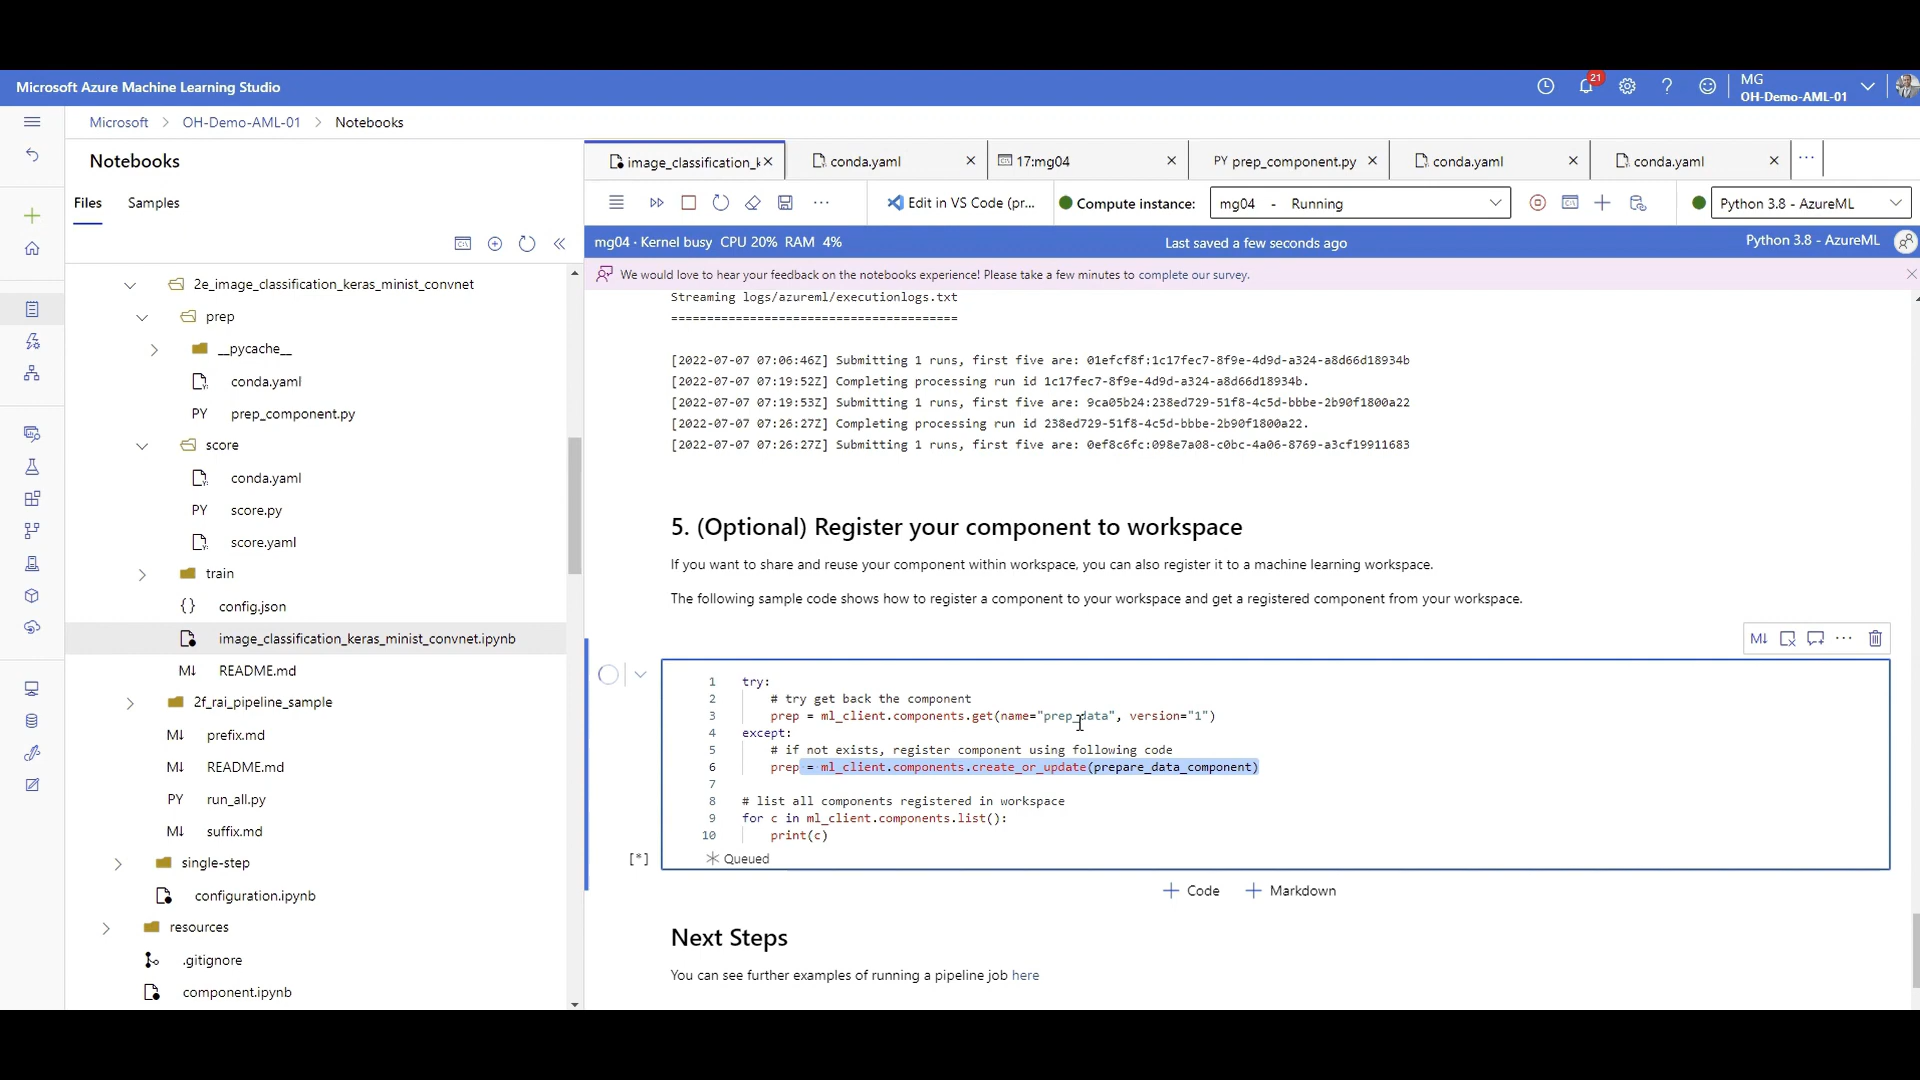 Microsoft Azure Machine Learning Studio
21
MG
OH-Demo-AML-01
Microsoft > OH-Demo-AML-01 > Notebooks
Notebooks
Files Samples
2e_image_classification_keras_minist_convnet
prep
__pycache__
conda.yaml
PY prep_component.py
score
conda.yaml
PY score.py
score.yaml
train
{} config.json
image_classification_keras_minist_convnet.ipynb
M↓ README.md
2f_rai_pipeline_sample
M↓ prefix.md
M↓ README.md
PY run_all.py
M↓ suffix.md
single-step
configuration.ipynb
resources
.gitignore
component.ipynb
image_classification_k
conda.yaml
17:mg04
PY prep_component.py
conda.yaml
conda.yaml
Edit in VS Code (pr...
Compute instance:
mg04 - Running
Python 3.8 - AzureML
mg04 · Kernel busy CPU 20% RAM 4%
Last saved a few seconds ago
Python 3.8 - AzureML
We would love to hear your feedback on the notebooks experience! Please take a few minutes to complete our survey.
Streaming logs/azureml/executionlogs.txt
========================================
[2022-07-07 07:06:46Z] Submitting 1 runs, first five are: 01efcf8f:1c17fec7-8f9e-4d9d-a324-a8d66d18934b
[2022-07-07 07:19:52Z] Completing processing run id 1c17fec7-8f9e-4d9d-a324-a8d66d18934b.
[2022-07-07 07:19:53Z] Submitting 1 runs, first five are: 9ca05b24:238ed729-51f8-4c5d-bbbe-2b90f1800a22
[2022-07-07 07:26:27Z] Completing processing run id 238ed729-51f8-4c5d-bbbe-2b90f1800a22.
[2022-07-07 07:26:27Z] Submitting 1 runs, first five are: 0ef8c6fc:098e7a08-c0bc-4a06-8769-a3cf19911683
5. (Optional) Register your component to workspace
If you want to share and reuse your component within workspace, you can also register it to a machine learning workspace.
The following sample code shows how to register a component to your workspace and get a registered component from your workspace.
M↓
1 try:
2 # try get back the component
3 prep = ml_client.components.get(name="prep_data", version="1")
4 except:
5 # if not exists, register component using following code
6 prep = ml_client.components.create_or_update(prepare_data_component)
7
8 # list all components registered in workspace
9 for c in ml_client.components.list():
10 print(c)
[*] Queued
+ Code + Markdown
Next Steps
You can see further examples of running a pipeline job here